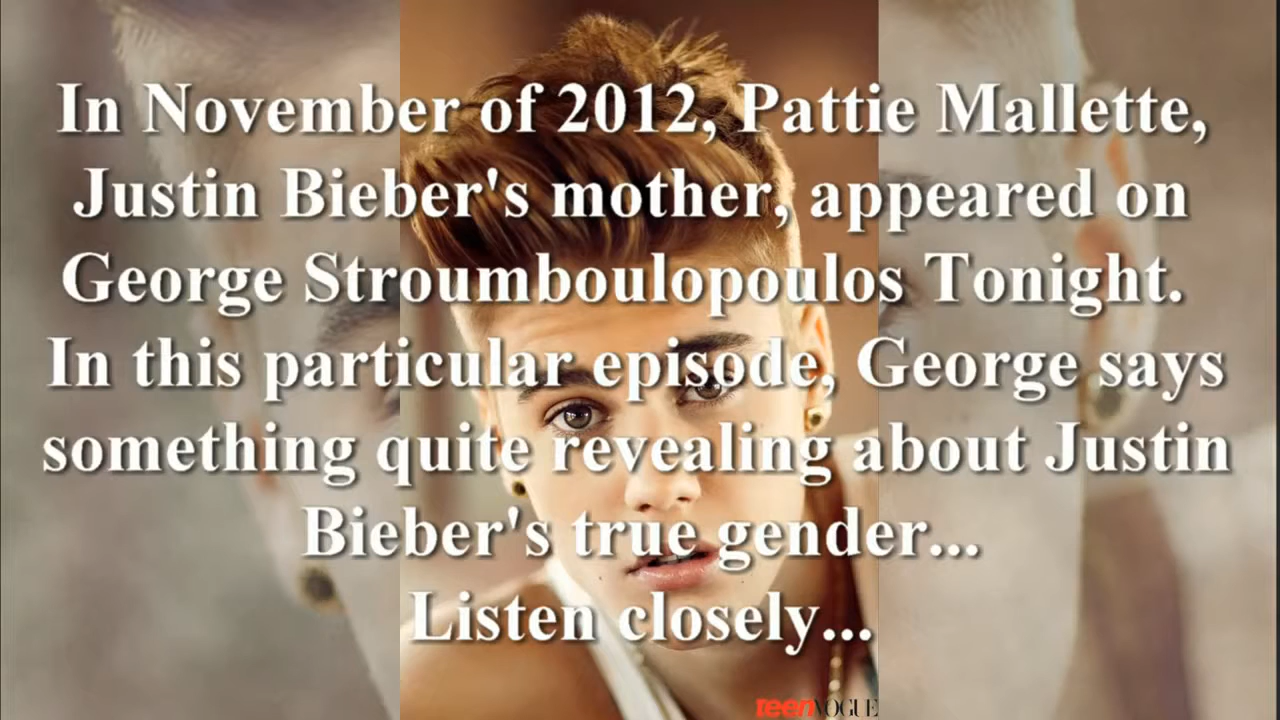 In November of 2012, Pattie Mallette,
Justin Bieber's mother, appeared on
George Stroumboulopoulos Tonight.
In this particular episode, George says
something quite revealing about Justin
Bieber's true gender...
Listen closely...
teenVOGUE